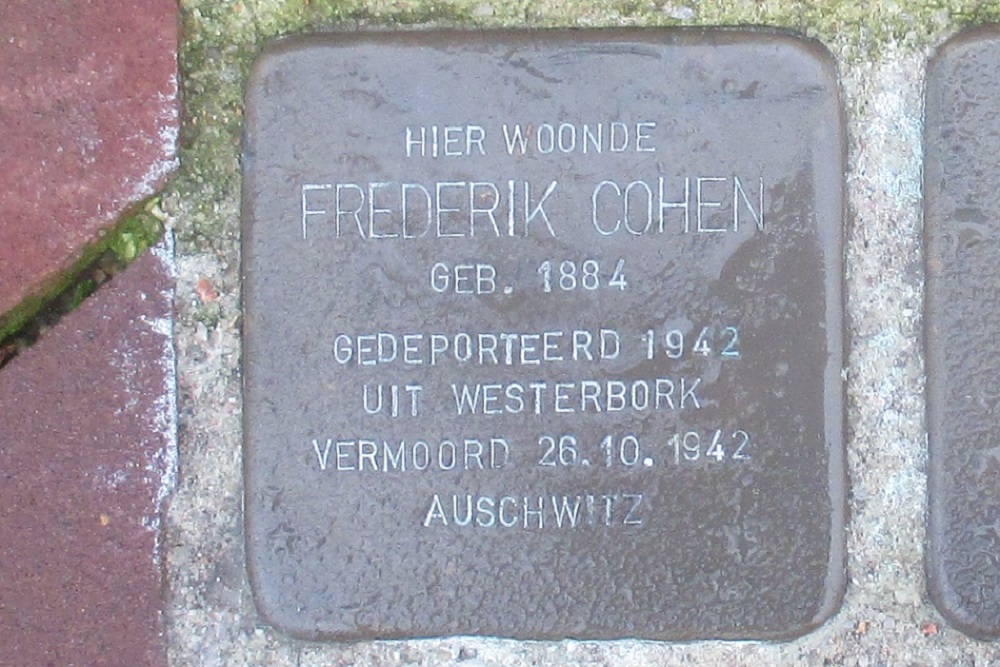 HIER WOONDE
FREDERIK COHEN
GEB. 1884
GEDEPORTEERD 1942
UIT WESTERBORK
VERMOORD 26.10.1942
AUSCHWITZ